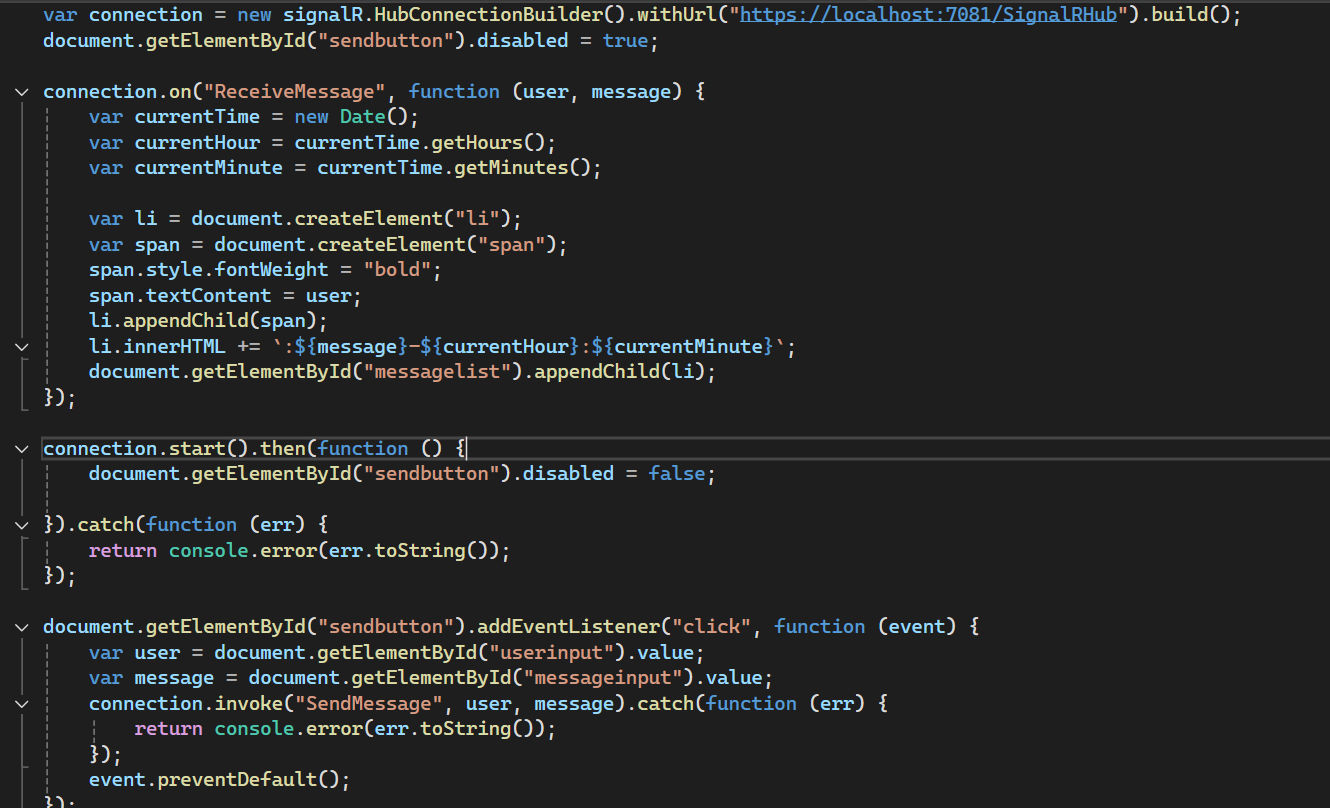 var connection = new signalR.HubConnectionBuilder().withUrl("https://localhost:7081/SignalRHub").build();
document.getElementById("sendbutton").disabled = true;
connection.on("ReceiveMessage", function (user, message) {
var currentTime = new Date();
var currentHour = currentTime.getHours();
var currentMinute = currentTime.getMinutes();
var li = document.createElement("li");
var span = document.createElement("span");
span.style.fontWeight = "bold";
span.textContent = user;
li.appendChild(span);
li.innerHTML += `:${message}-${currentHour}:${currentMinute}`;
document.getElementById("messagelist").appendChild(li);
});
connection.start().then(function () {
document.getElementById("sendbutton").disabled = false;
}).catch(function (err) {
return console.error(err.toString());
});
document.getElementById("sendbutton").addEventListener("click", function (event) {
var user = document.getElementById("userinput").value;
var message = document.getElementById("messageinput").value;
connection.invoke("SendMessage", user, message).catch(function (err) {
return console.error(err.toString());
});
event.preventDefault();
});